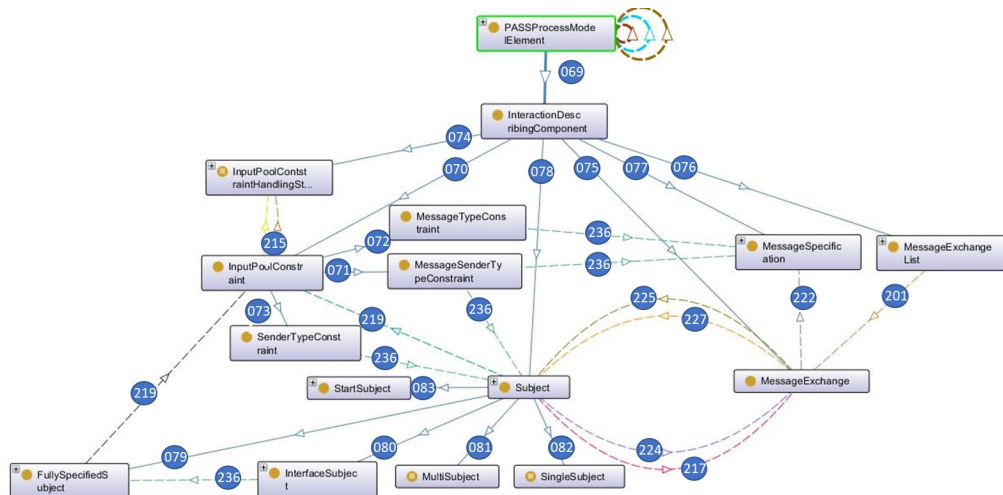 PASSProcessModel
lElement
069
InteractionDesc
ribingComponent
074
070
078
075
077
076
InputPoolContst
raintHandlingSt...
MessageTypeCons
traint
072
236
215
InputPoolConstr
aint
071
MessageSenderTy
peConstraint
236
MessageSpecific
ation
MessageExchange
List
073
236
219
225
227
222
201
SenderTypeConst
raint
236
219
StartSubject
083
Subject
MessageExchange
079
080
081
082
224
217
FullySpecifiedS
ubject
236
InterfaceSubjec
t
MultiSubject
SingleSubject